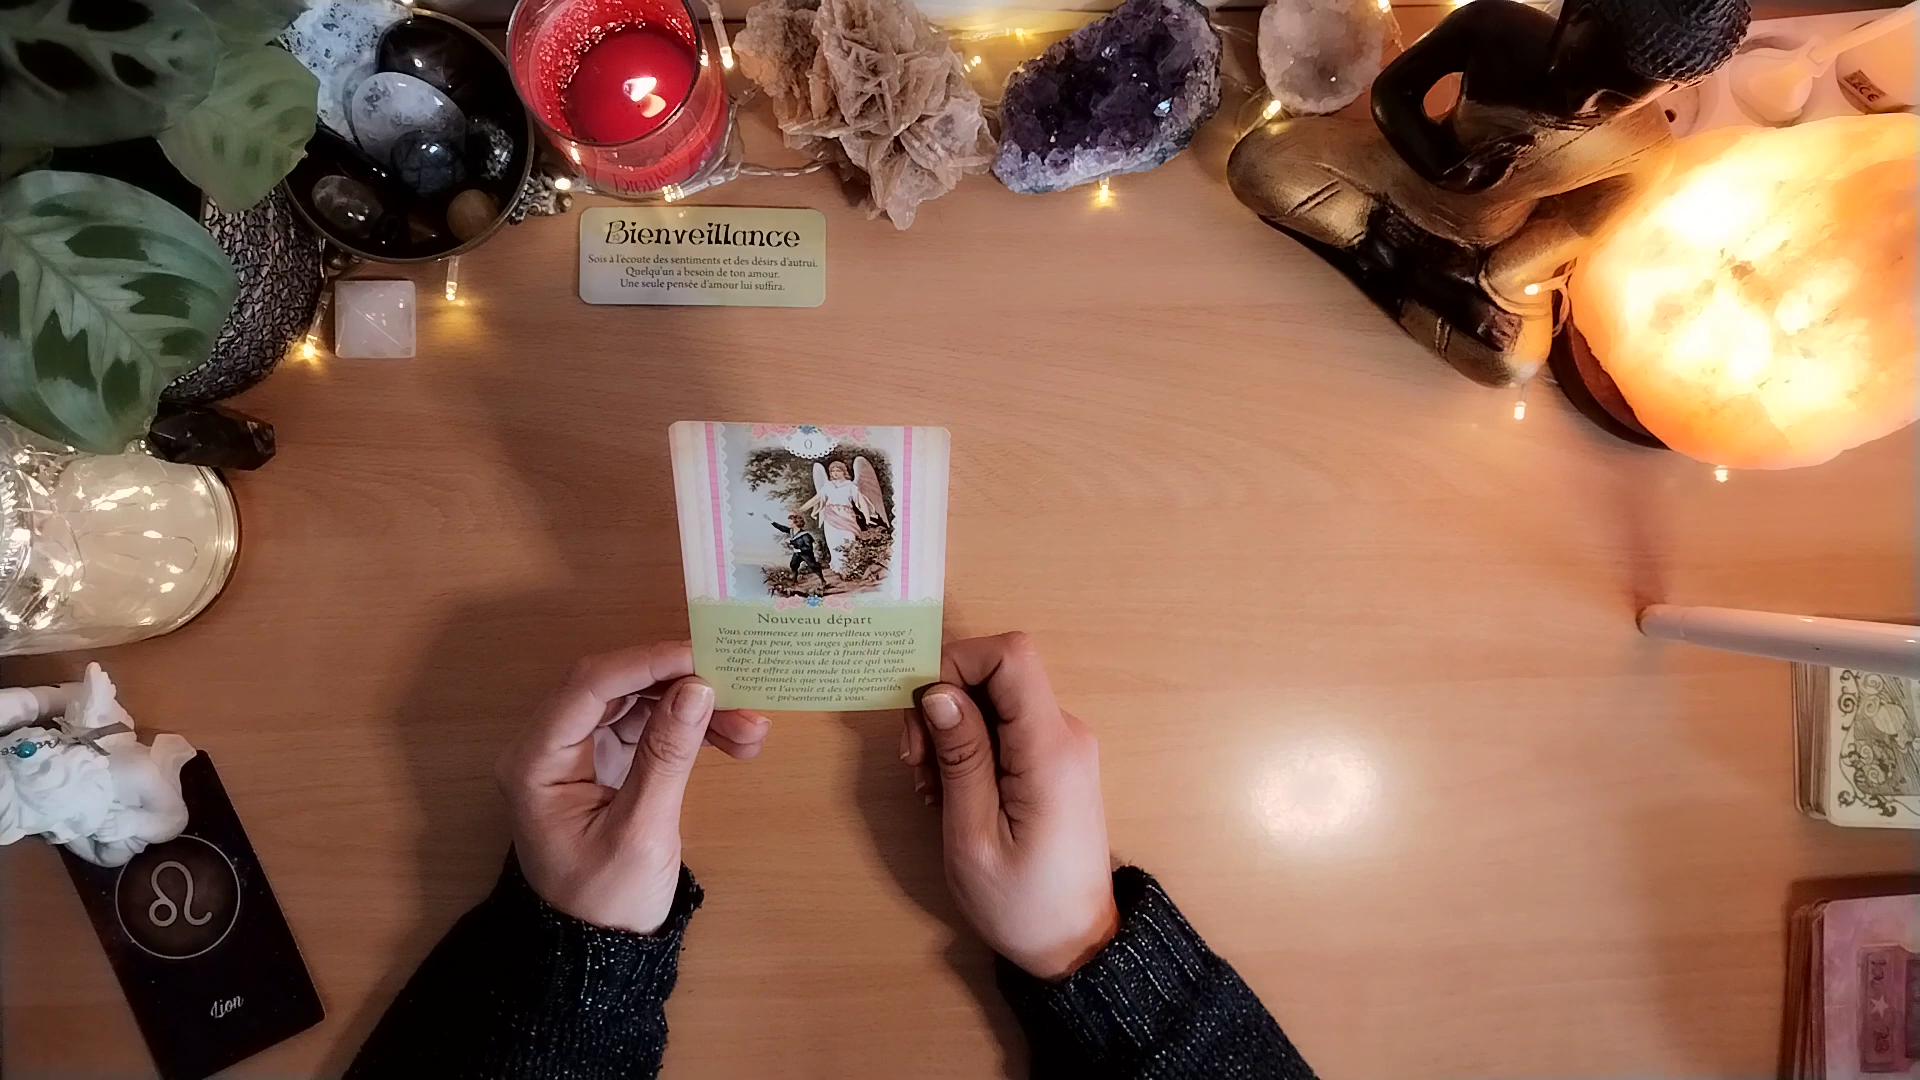 Bienveillance
Sois à l'écoute des sentiments et des désirs d'autrui.
Quelqu'un a besoin de ton amour.
Une seule pensée d'amour lui suffira.
0
Nouveau départ
Vous commencez un merveilleux voyage !
N'ayez pas peur, vos anges gardiens sont à
vos côtés pour vous aider à franchir chaque
étape. Libérez-vous de tout ce qui vous
entrave et offrez au monde tous les cadeaux
exceptionnels que vous lui réservez.
Croyez en l'avenir et des opportunités
se présenteront à vous.
Lion